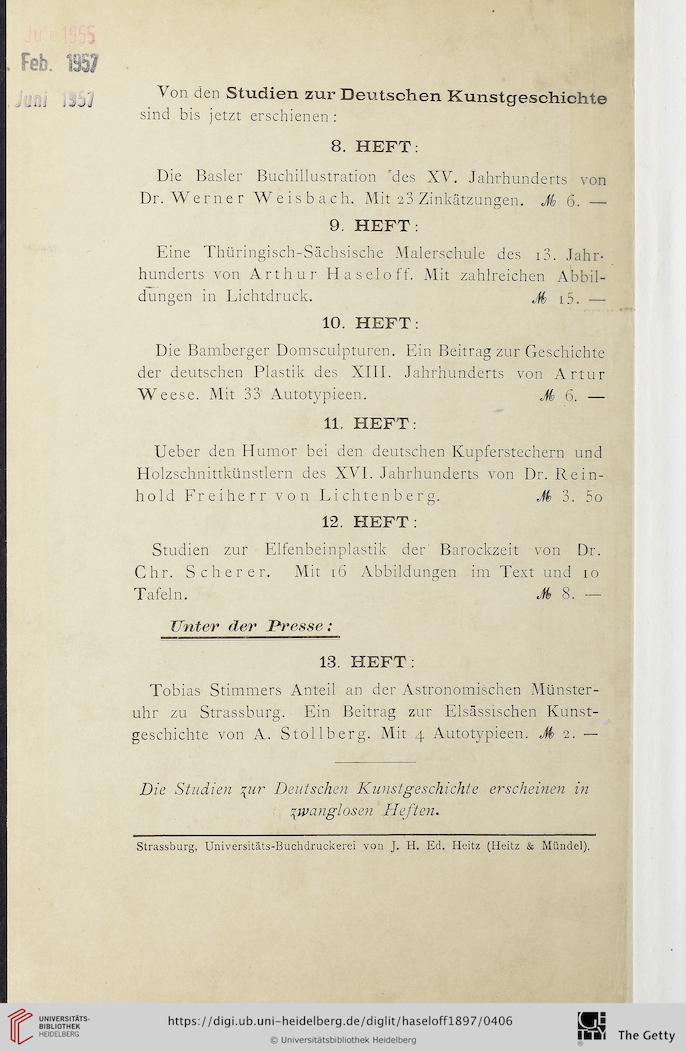 Juni 1955
. Feb. 1957
. Juni 1957
Von den Studien zur Deutschen Kunstgeschichte
sind bis jetzt erschienen:
8. HEFT:
Die Basler Buchillustration des XV. Jahrhunderts von
Dr. Werner Weisbach. Mit 23 Zinkätzungen. ℳ 6. —
9. HEFT:
Eine Thüringisch-Sächsische Malerschule des 13. Jahr-
hunderts von Arthur Haseloff. Mit zahlreichen Abbil-
dungen in Lichtdruck. ℳ 15. —
10. HEFT:
Die Bamberger Domsculpturen. Ein Beitrag zur Geschichte
der deutschen Plastik des XIII. Jahrhunderts von Artur
Weese. Mit 33 Autotypieen. ℳ 6. —
11. HEFT:
Ueber den Humor bei den deutschen Kupferstechern und
Holzschnittkünstlern des XVI. Jahrhunderts von Dr. Rein-
hold Freiherr von Lichtenberg. ℳ 3. 50
12. HEFT:
Studien zur Elfenbeinplastik der Barockzeit von Dr.
Chr. Scherer. Mit 16 Abbildungen im Text und 10
Tafeln. ℳ 8. —
Unter der Presse:
13. HEFT:
Tobias Stimmers Anteil an der Astronomischen Münster-
uhr zu Strassburg. Ein Beitrag zur Elsässischen Kunst-
geschichte von A. Stollberg. Mit 4 Autotypieen. ℳ 2. —
Die Studien zur Deutschen Kunstgeschichte erscheinen in
zwanglosen Heften.
Strassburg, Universitäts-Buchdruckerei von J. H. Ed. Heitz (Heitz & Mündel).
UNIVERSITÄTS-
BIBLIOTHEK
HEIDELBERG
https://digi.ub.uni-heidelberg.de/diglit/haseloff1897/0406
© Universitätsbibliothek Heidelberg
The Getty